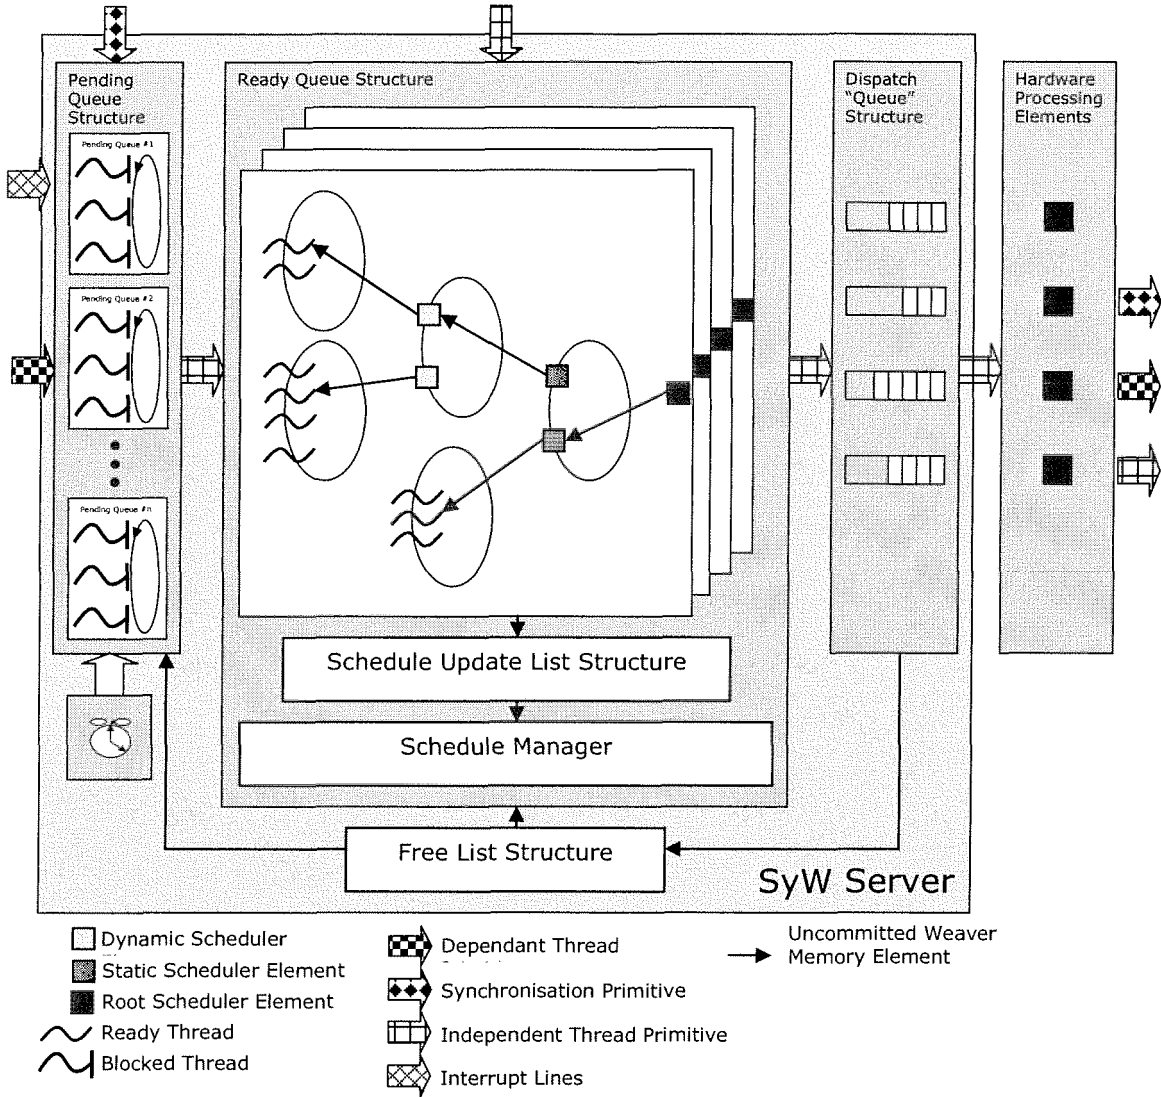 Pending
Queue
Structure
Pending Queue #1
Pending Queue #2
Pending Queue #n
Ready Queue Structure
Dispatch
"Queue"
Structure
Hardware
Processing
Elements
Schedule Update List Structure
Schedule Manager
Free List Structure
SyW Server
Dynamic Scheduler
Static Scheduler Element
Root Scheduler Element
Ready Thread
Blocked Thread
Dependant Thread
Synchronisation Primitive
Independent Thread Primitive
Interrupt Lines
Uncommitted Weaver
Memory Element